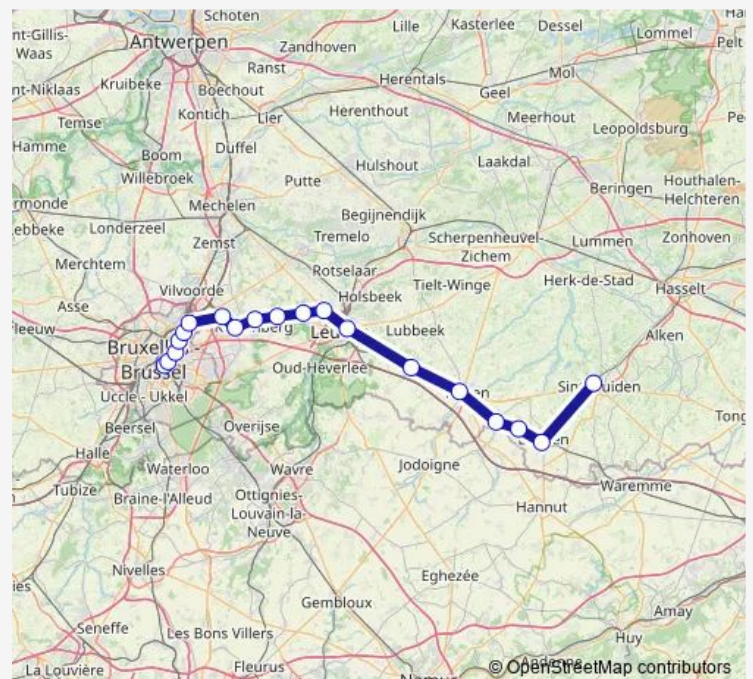 Schoten
Lille
Kasterlee
Dessel
Lommel
nt-Gillis-
Waas
Antwerpen
Zandhoven
Pelt
Ranst
Mol
Herentals
nt-Niklaas
Kruibeke
Boechout
Geel
Temse
Kontich
Lier
Herenthout
Meerhout
Leopoldsburg
Hamme
Boom
Duffel
Hulshout
Laakdal
Willebroek
Putte
Beringen
Houthalen-
Helchteren
rmonde
Mechelen
Begijnendijk
ebbeke
Londerzeel
Zemst
Tremelo
Scherpenheuvel-
Zichem
Lummen
Zonhoven
Merchtem
Rotselaar
Tielt-Winge
Herk-de-Stad
Hasselt
Vilvoorde
Holsbeek
Asse
Lubbeek
Alken
Brussel
Oud-Heverlee
Uccle - Ukkel
Beersel
Overijse
Halle
Waterloo
Wavre
Jodoigne
Tubize
Braine-l'Alleud
Ottignies-
Louvain-la-
Neuve
Waremme
Hannut
Nivelles
Eghezée
Gembloux
Amay
Seneffe
Les Bons Villers
Huy
La Louvière
Fleurus
© OpenStreetMap contributors